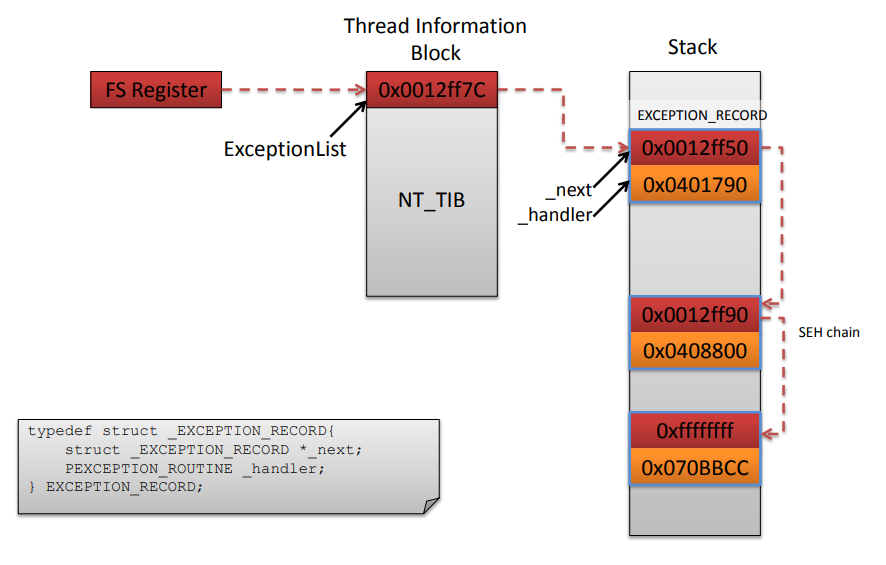 Thread Information
Block
Stack
FS Register
0x0012ff7C
ExceptionList
NT_TIB
EXCEPTION_RECORD
0x0012ff50
0x0401790
_next
_handler
0x0012ff90
0x0408800
SEH chain
0xffffffff
0x070BBCC
typedef struct _EXCEPTION_RECORD{
    struct _EXCEPTION_RECORD *_next;
    PEXCEPTION_ROUTINE _handler;
} EXCEPTION_RECORD;